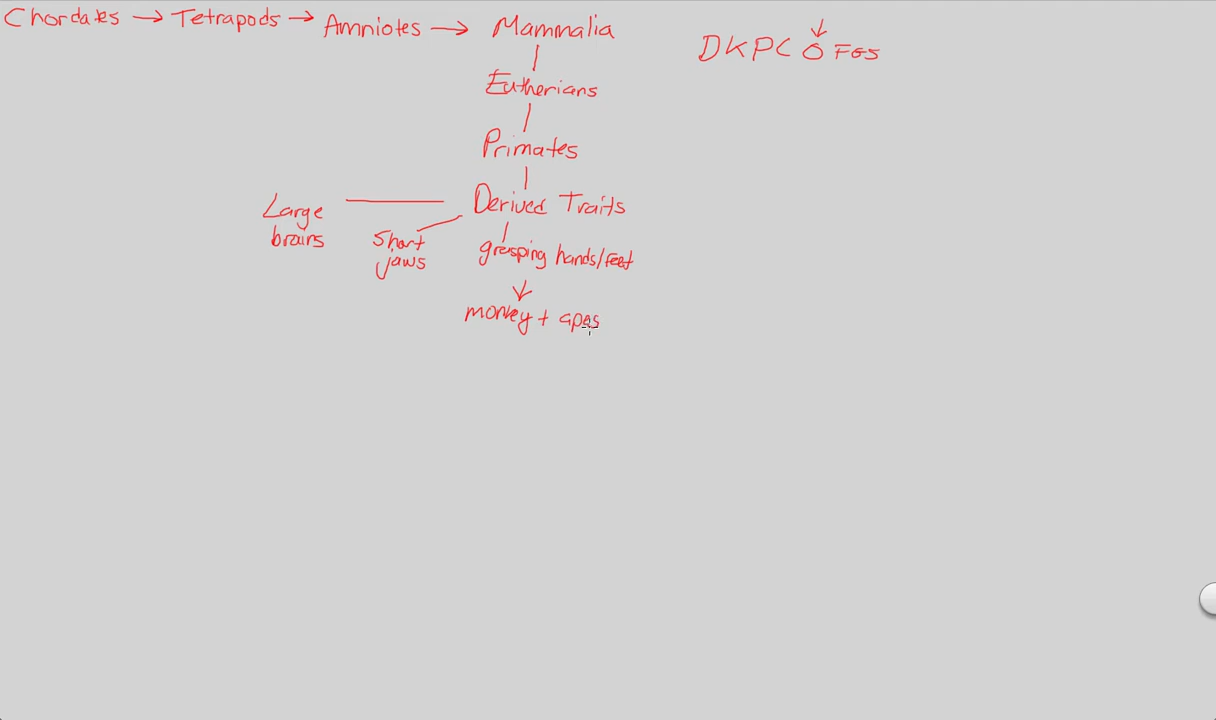 Chordates → Tetrapods → Amniotes → Mammalia
DKPCOFGS
Eutherians
Primates
Derived Traits
Large
brains
Short
jaws
grasping hands/feet
monkey + apes